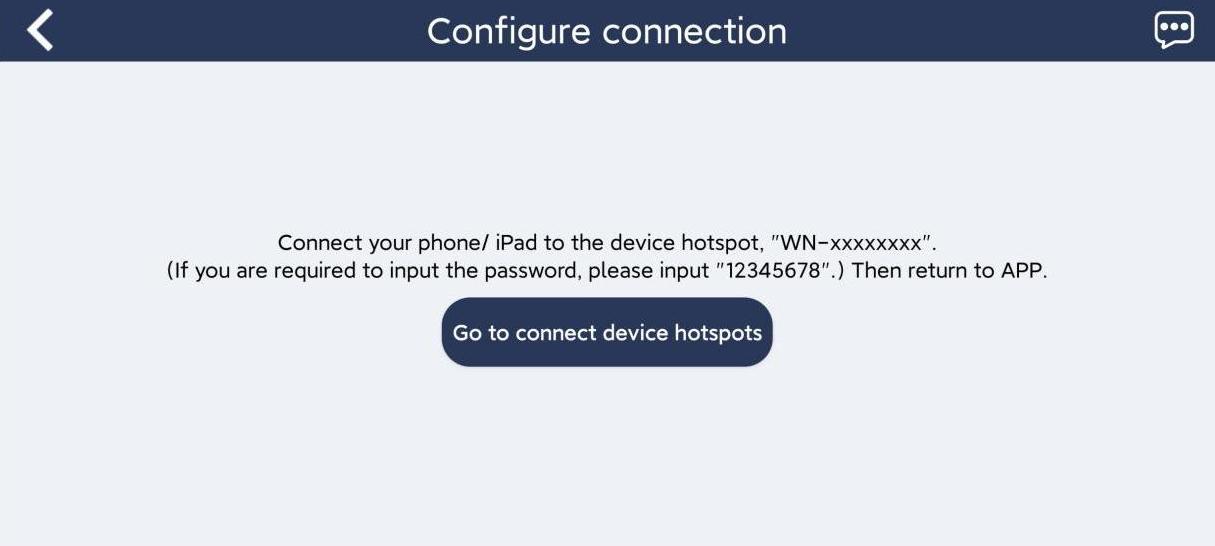 Configure connection
Connect your phone/ iPad to the device hotspot, "WN-xxxxxxxx".
(If you are required to input the password, please input "12345678".) Then return to APP.
Go to connect device hotspots